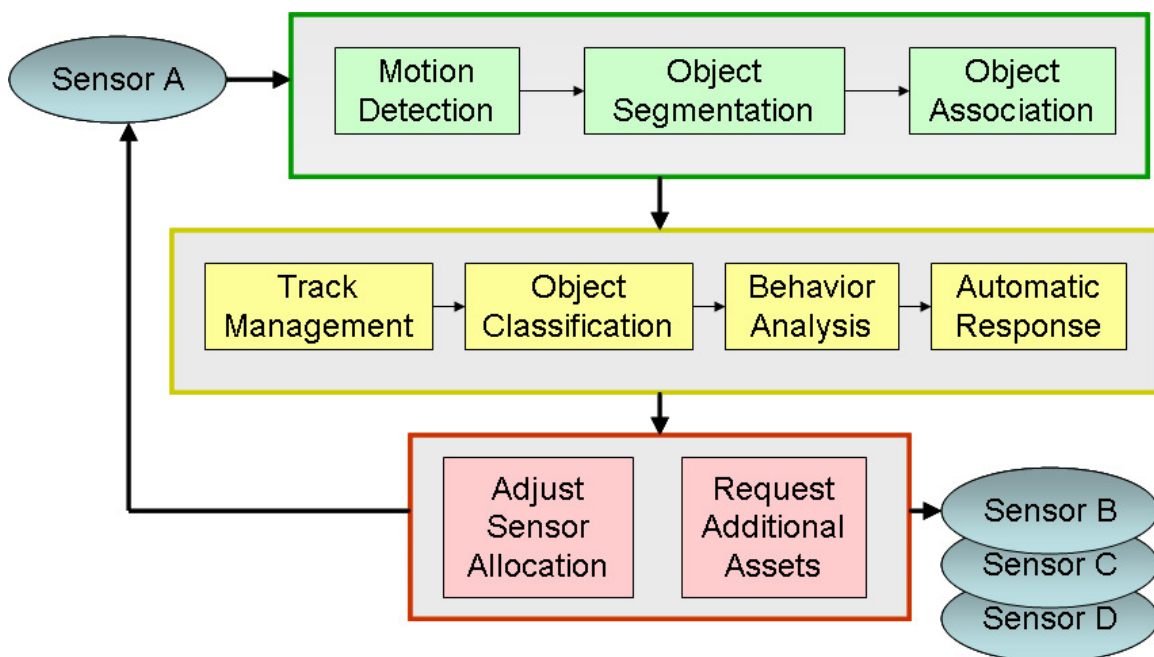 Sensor A
Motion
Detection
Object
Segmentation
Object
Association
Track
Management
Object
Classification
Behavior
Analysis
Automatic
Response
Adjust
Sensor
Allocation
Request
Additional
Assets
Sensor B
Sensor C
Sensor D